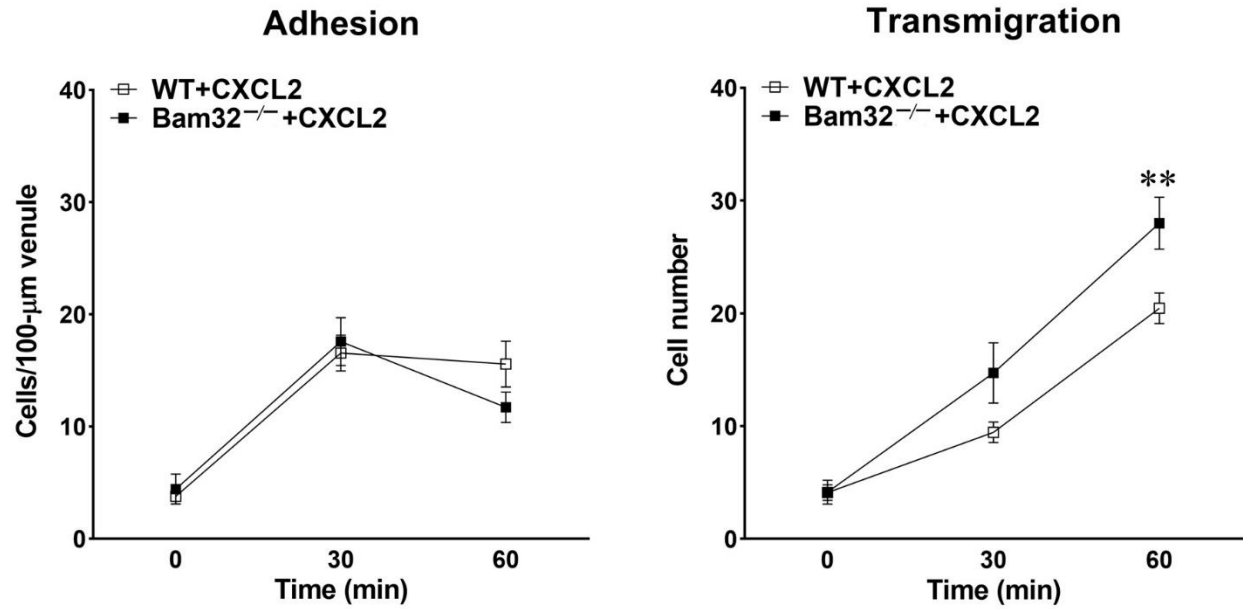 Adhesion
WT+CXCL2
Bam32⁻/⁻+CXCL2
Cells/100-μm venule
40
30
20
10
0
0 30 60
Time (min)
Transmigration
WT+CXCL2
Bam32⁻/⁻+CXCL2
Cell number
40
30
20
10
0
**
0 30 60
Time (min)